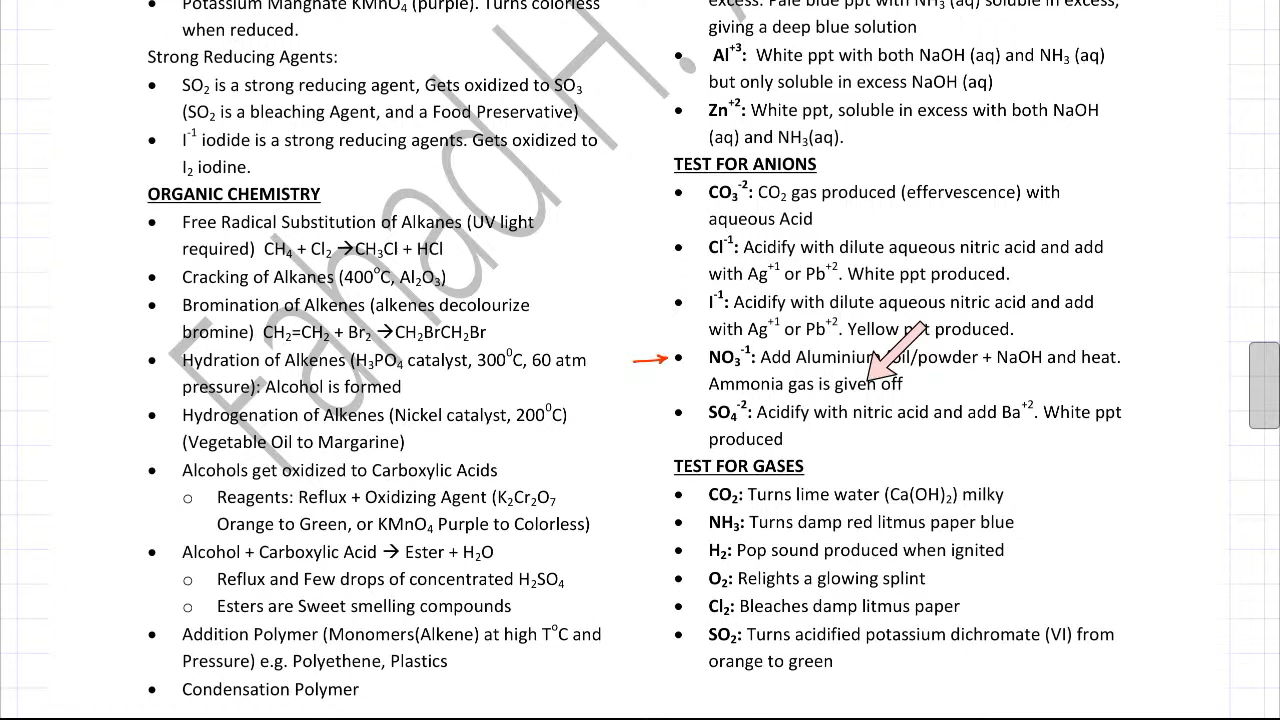 Potassium Mangnate KMnO₄ (purple). Turns colorless
when reduced.
Strong Reducing Agents:
• SO₂ is a strong reducing agent, Gets oxidized to SO₃
(SO₂ is a bleaching Agent, and a Food Preservative)
• I⁻¹ iodide is a strong reducing agents. Gets oxidized to
I₂ iodine.
ORGANIC CHEMISTRY
• Free Radical Substitution of Alkanes (UV light
required) CH₄ + Cl₂ →CH₃Cl + HCl
• Cracking of Alkanes (400°C, Al₂O₃)
• Bromination of Alkenes (alkenes decolourize
bromine) CH₂=CH₂ + Br₂ →CH₂BrCH₂Br
• Hydration of Alkenes (H₃PO₄ catalyst, 300⁰C, 60 atm
pressure): Alcohol is formed
• Hydrogenation of Alkenes (Nickel catalyst, 200⁰C)
(Vegetable Oil to Margarine)
• Alcohols get oxidized to Carboxylic Acids
o Reagents: Reflux + Oxidizing Agent (K₂Cr₂O₇
Orange to Green, or KMnO₄ Purple to Colorless)
• Alcohol + Carboxylic Acid → Ester + H₂O
o Reflux and Few drops of concentrated H₂SO₄
o Esters are Sweet smelling compounds
• Addition Polymer (Monomers(Alkene) at high T°C and
Pressure) e.g. Polyethene, Plastics
• Condensation Polymer
excess. Pale blue ppt with NH₃ (aq) soluble in excess,
giving a deep blue solution
• Al⁺³: White ppt with both NaOH (aq) and NH₃ (aq)
but only soluble in excess NaOH (aq)
• Zn⁺²: White ppt, soluble in excess with both NaOH
(aq) and NH₃(aq).
TEST FOR ANIONS
• CO₃⁻²: CO₂ gas produced (effervescence) with
aqueous Acid
• Cl⁻¹: Acidify with dilute aqueous nitric acid and add
with Ag⁺¹ or Pb⁺². White ppt produced.
• I⁻¹: Acidify with dilute aqueous nitric acid and add
with Ag⁺¹ or Pb⁺². Yellow ppt produced.
• NO₃⁻¹: Add Aluminium foil/powder + NaOH and heat.
Ammonia gas is given off
• SO₄⁻²: Acidify with nitric acid and add Ba⁺². White ppt
produced
TEST FOR GASES
• CO₂: Turns lime water (Ca(OH)₂) milky
• NH₃: Turns damp red litmus paper blue
• H₂: Pop sound produced when ignited
• O₂: Relights a glowing splint
• Cl₂: Bleaches damp litmus paper
• SO₂: Turns acidified potassium dichromate (VI) from
orange to green
Fahad H.